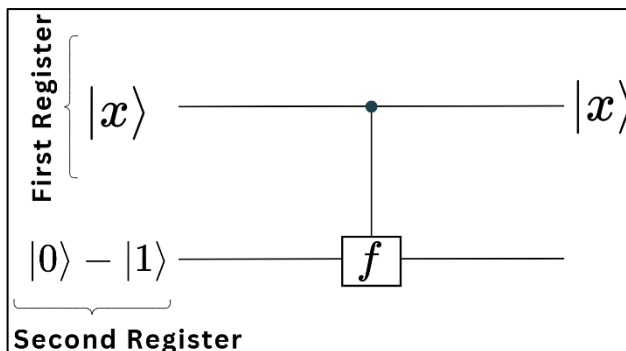 First Register
|x⟩
|x⟩
|0⟩ − |1⟩
f
Second Register